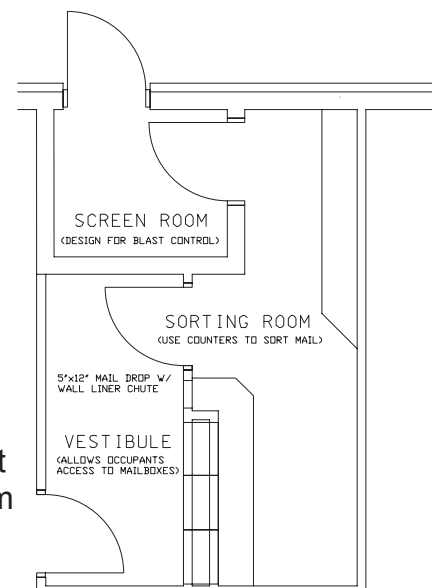 SCREEN ROOM
(DESIGN FOR BLAST CONTROL)
SORTING ROOM
(USE COUNTERS TO SORT MAIL)
5"x12" MAIL DROP W/
WALL LINER CHUTE
VESTIBULE
(ALLOWS OCCUPANTS
ACCESS TO MAILBOXES)
t
m